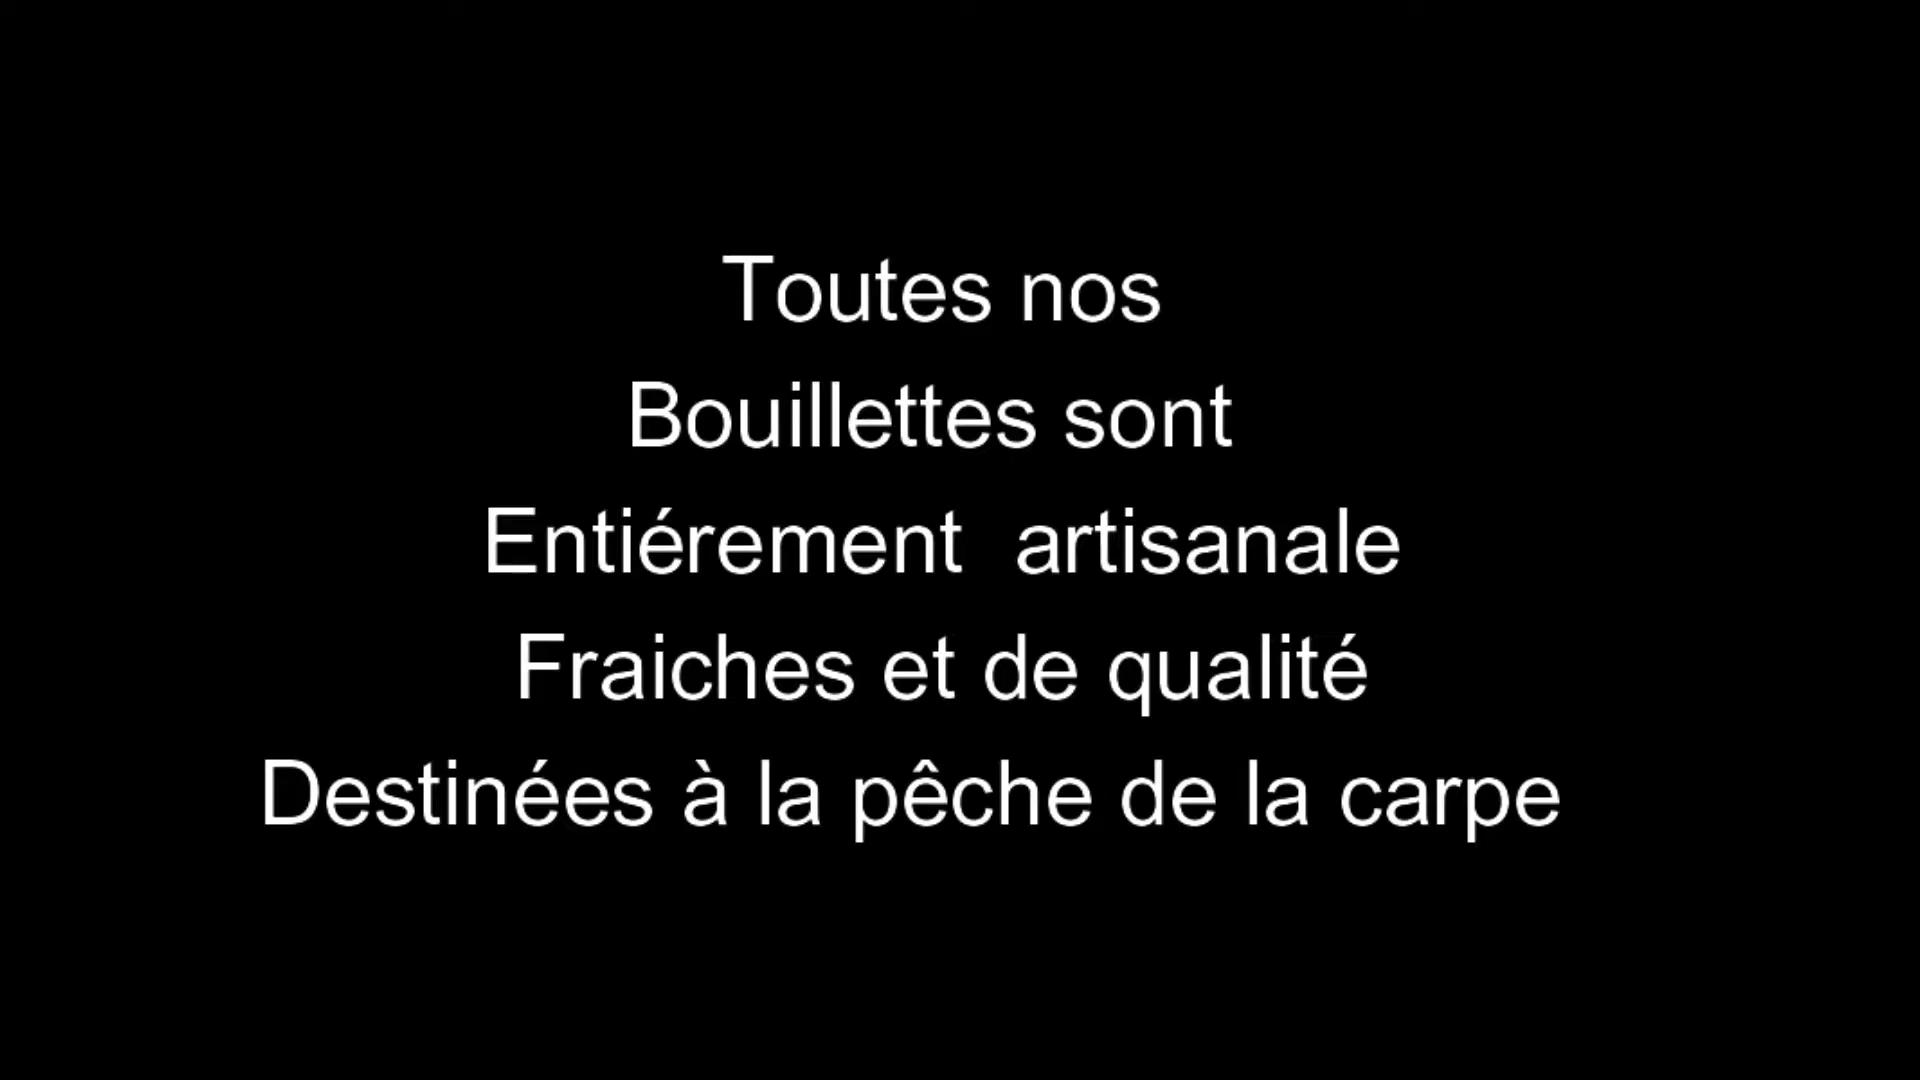 Toutes nos
Bouillettes sont
Entiérement  artisanale
Fraiches et de qualité
Destinées à la pêche de la carpe